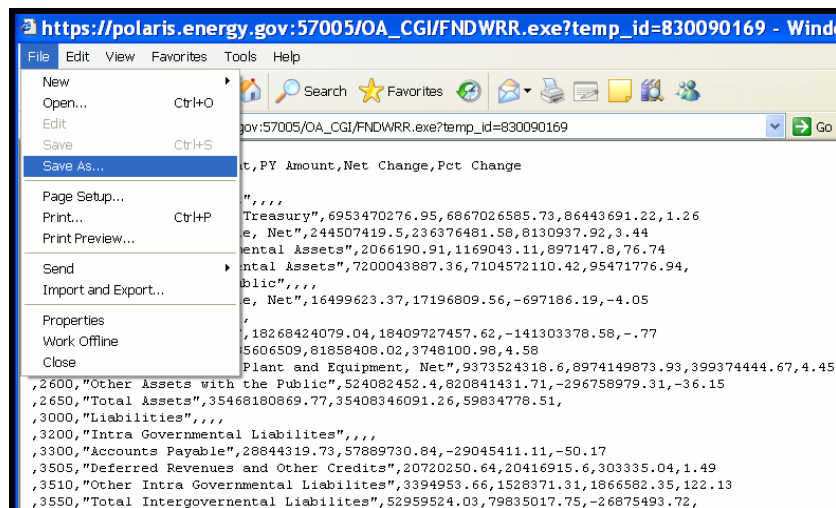 https://polaris.energy.gov:57005/OA_CGI/FNDWRR.exe?temp_id=830090169 - Wind
File Edit View Favorites Tools Help
New
Open... Ctrl+O
Edit
Save Ctrl+S
Save As...
Page Setup...
Print... Ctrl+P
Print Preview...
Send
Import and Export...
Properties
Work Offline
Close
Search Favorites
gov:57005/OA_CGI/FNDWRR.exe?temp_id=830090169 Go
t,PY Amount,Net Change,Pct Change
",,,,
Treasury",6953470276.95,6867026585.73,86443691.22,1.26
e, Net",244507419.5,236376481.58,8130937.92,3.44
ental Assets",2066190.91,1169043.11,897147.8,76.74
ental Assets",7200043887.36,7104572110.42,95471776.94,
blic",,,,
e, Net",16499623.37,17196809.56,-697186.19,-4.05
,
,18268424079.04,18409727457.62,-141303378.58,-.77
85606509,81858408.02,3748100.98,4.58
Plant and Equipment, Net",9373524318.6,8974149873.93,399374444.67,4.45
,2600,"Other Assets with the Public",524082452.4,820841431.71,-296758979.31,-36.15
,2650,"Total Assets",35468180869.77,35408346091.26,59834778.51,
,3000,"Liabilities",,,,
,3200,"Intra Governmental Liabilites",,,,
,3300,"Accounts Payable",28844319.73,57889730.84,-29045411.11,-50.17
,3505,"Deferred Revenues and Other Credits",20720250.64,20416915.6,303335.04,1.49
,3510,"Other Intra Governmental Liabilities",3394953.66,1528371.31,1866582.35,122.13
,3550,"Total Intergovernental Liabilites",52959524.03,79835017.75,-26875493.72,